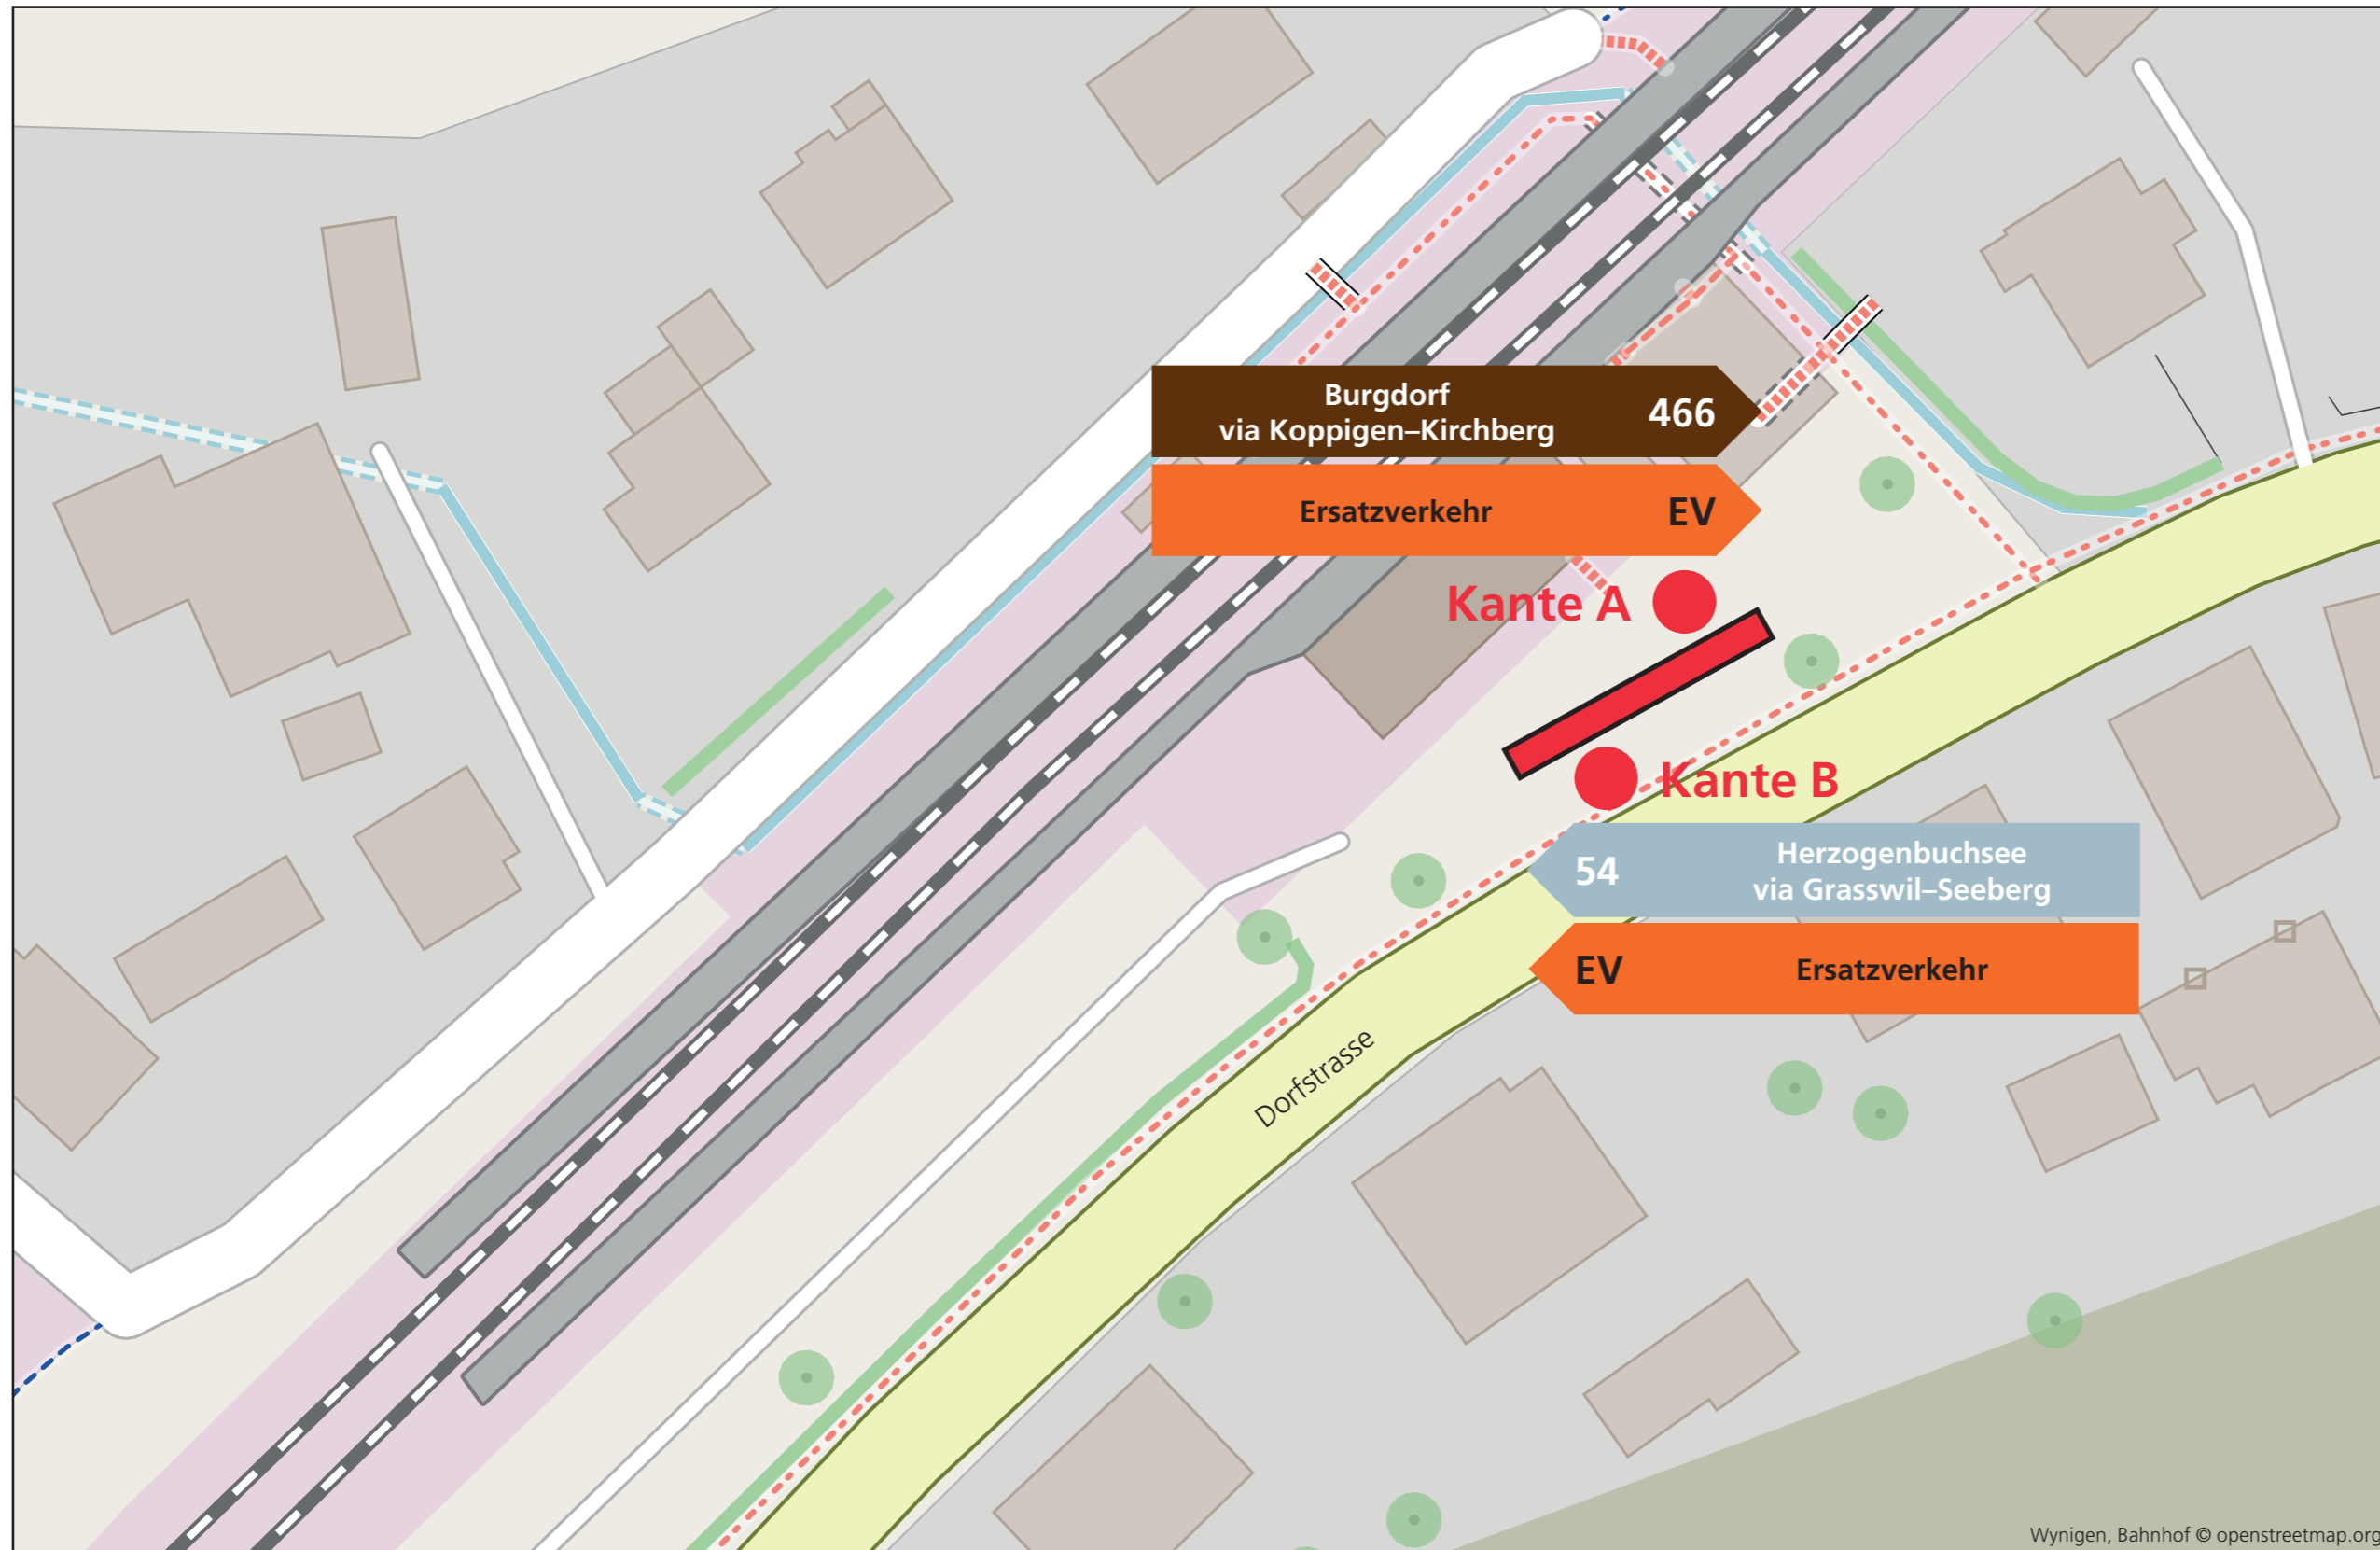 Burgdorf
via Koppigen–Kirchberg
466
Ersatzverkehr EV
Kante A
Kante B
54
Herzogenbuchsee
via Grasswil–Seeberg
EV Ersatzverkehr
Dorfstrasse
Wynigen, Bahnhof © openstreetmap.org